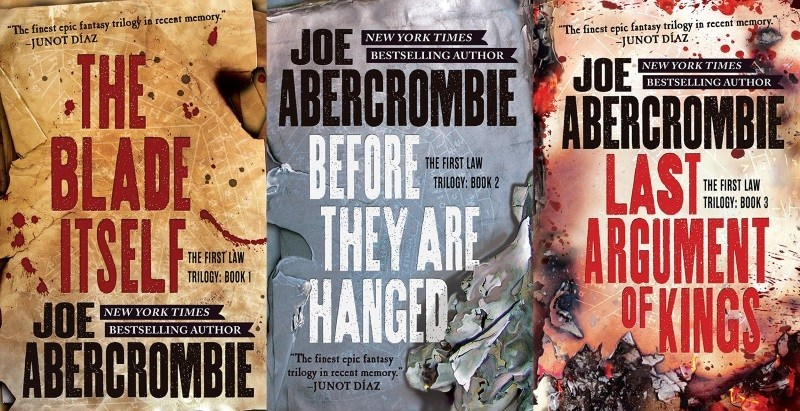 "The finest epic fantasy trilogy in recent memory."
—JUNOT DÍAZ
THE
BLADE
ITSELF
THE FIRST LAW
TRILOGY: BOOK 1
JOE
NEW YORK TIMES
BESTSELLING AUTHOR
ABERCROMBIE
JOE
NEW YORK TIMES
BESTSELLING AUTHOR
ABERCROMBIE
BEFORE
THE FIRST LAW
TRILOGY: BOOK 2
THEY ARE
HANGED
"The finest epic fantasy
trilogy in recent memory."
—JUNOT DÍAZ
"The finest epic fantasy trilogy in recent memory."
—JUNOT DÍAZ
JOE
NEW YORK TIMES
BESTSELLING AUTHOR
ABERCROMBIE
LAST
THE FIRST LAW
TRILOGY: BOOK 3
ARGUMENT
OF KINGS